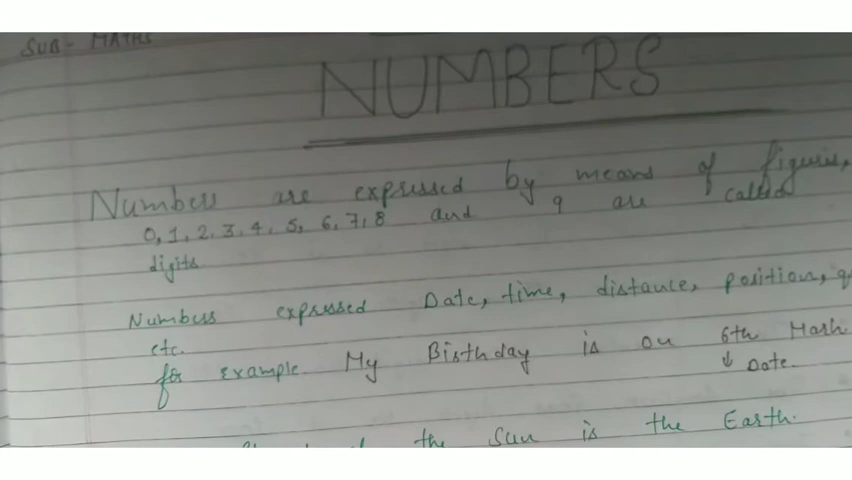 SUB - MATHS
NUMBERS
Numbers are expressed by means of figures,
0, 1, 2, 3, 4, 5, 6, 7, 8 and 9 are called
digits
Numbers expressed Date, time, distance, position,
etc.
for example My Birthday is on 6th Marh
↓ Date.
the Sun is the Earth.